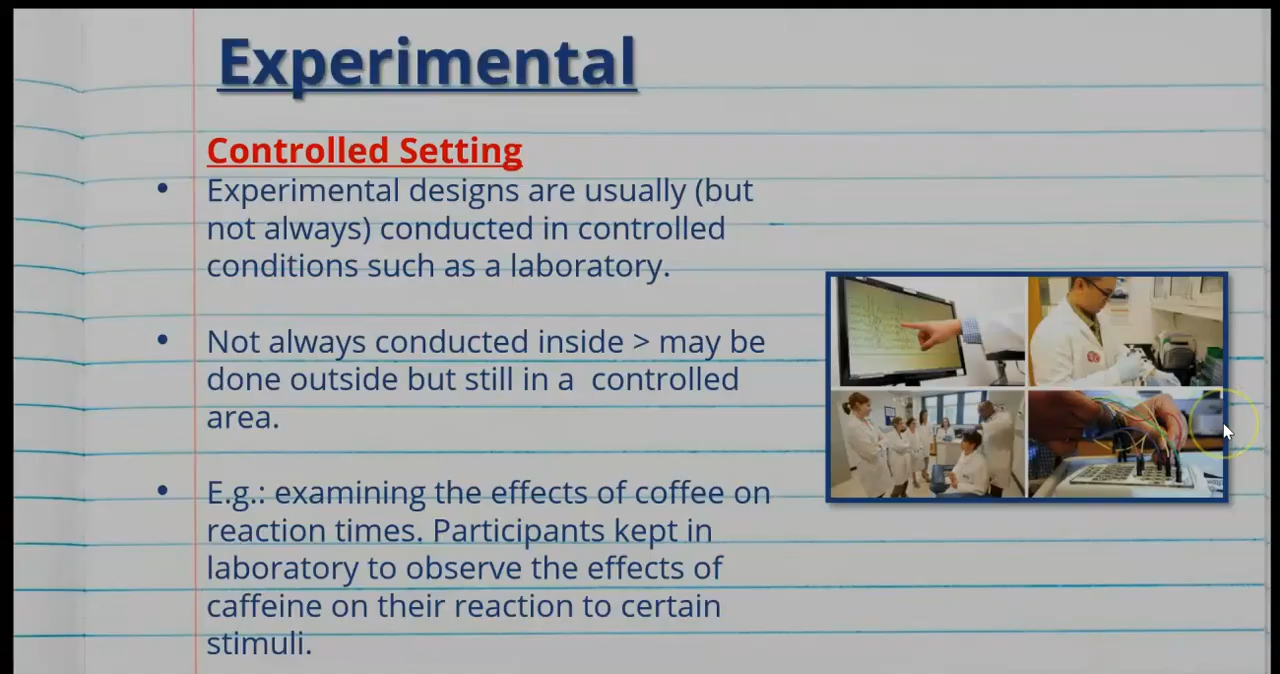 Experimental
Controlled Setting
• Experimental designs are usually (but
not always) conducted in controlled
conditions such as a laboratory.
• Not always conducted inside > may be
done outside but still in a controlled
area.
• E.g.: examining the effects of coffee on
reaction times. Participants kept in
laboratory to observe the effects of
caffeine on their reaction to certain
stimuli.